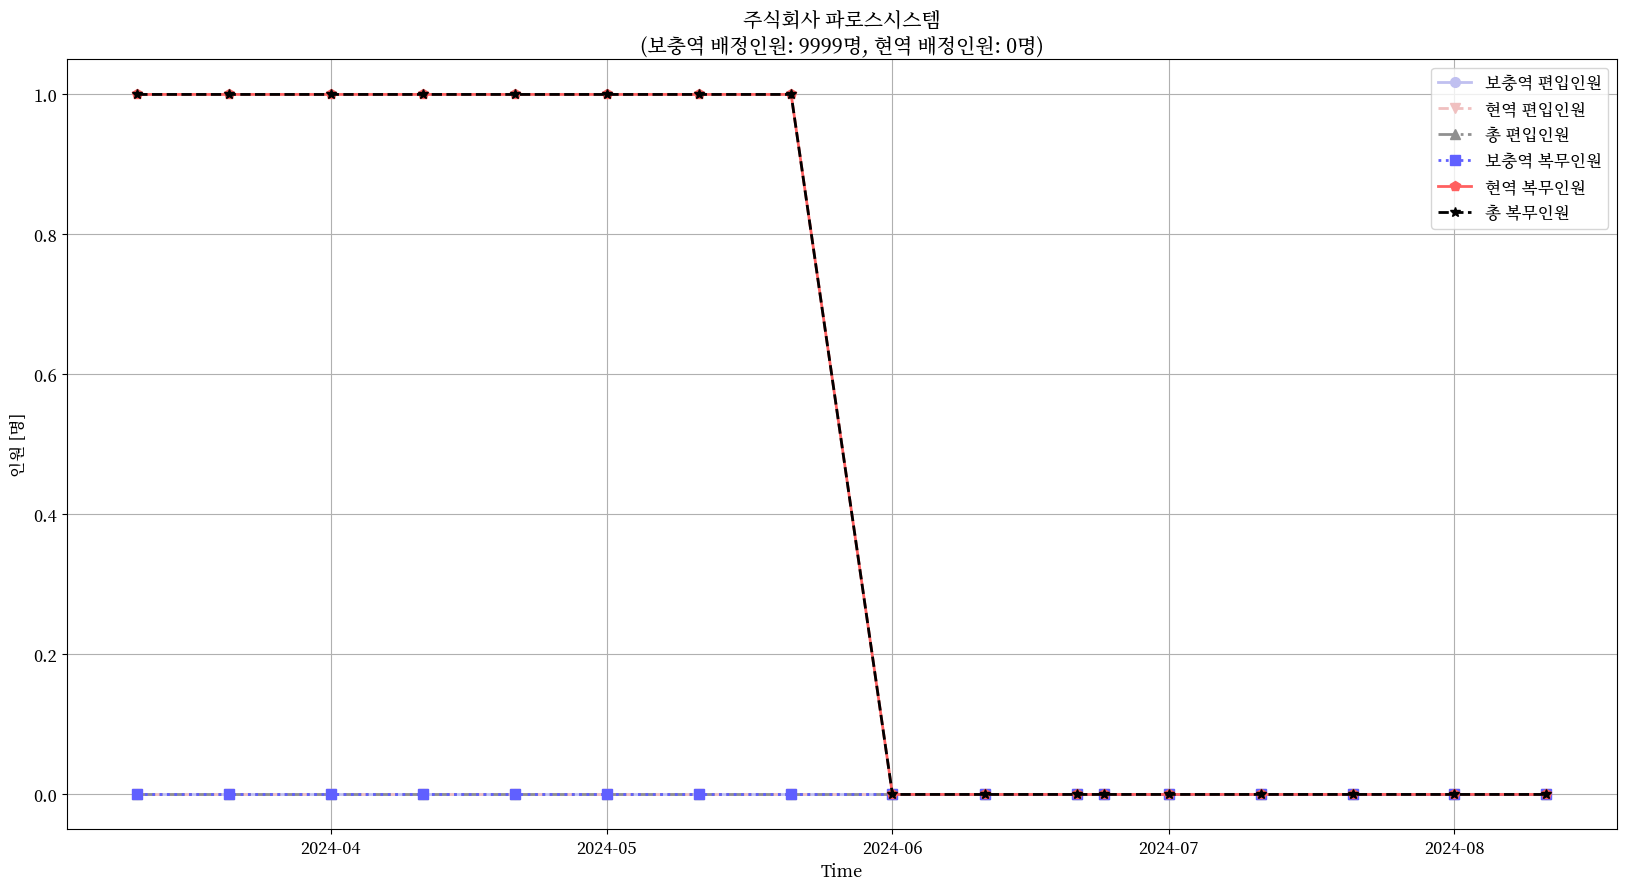 주식회사 파로스시스템
(보충역 배정인원: 9999명, 현역 배정인원: 0명)
보충역 편입인원
현역 편입인원
총 편입인원
보충역 복무인원
현역 복무인원
총 복무인원
1.0
0.8
0.6
0.4
0.2
0.0
인원 [명]
2024-04
2024-05
2024-06
2024-07
2024-08
Time